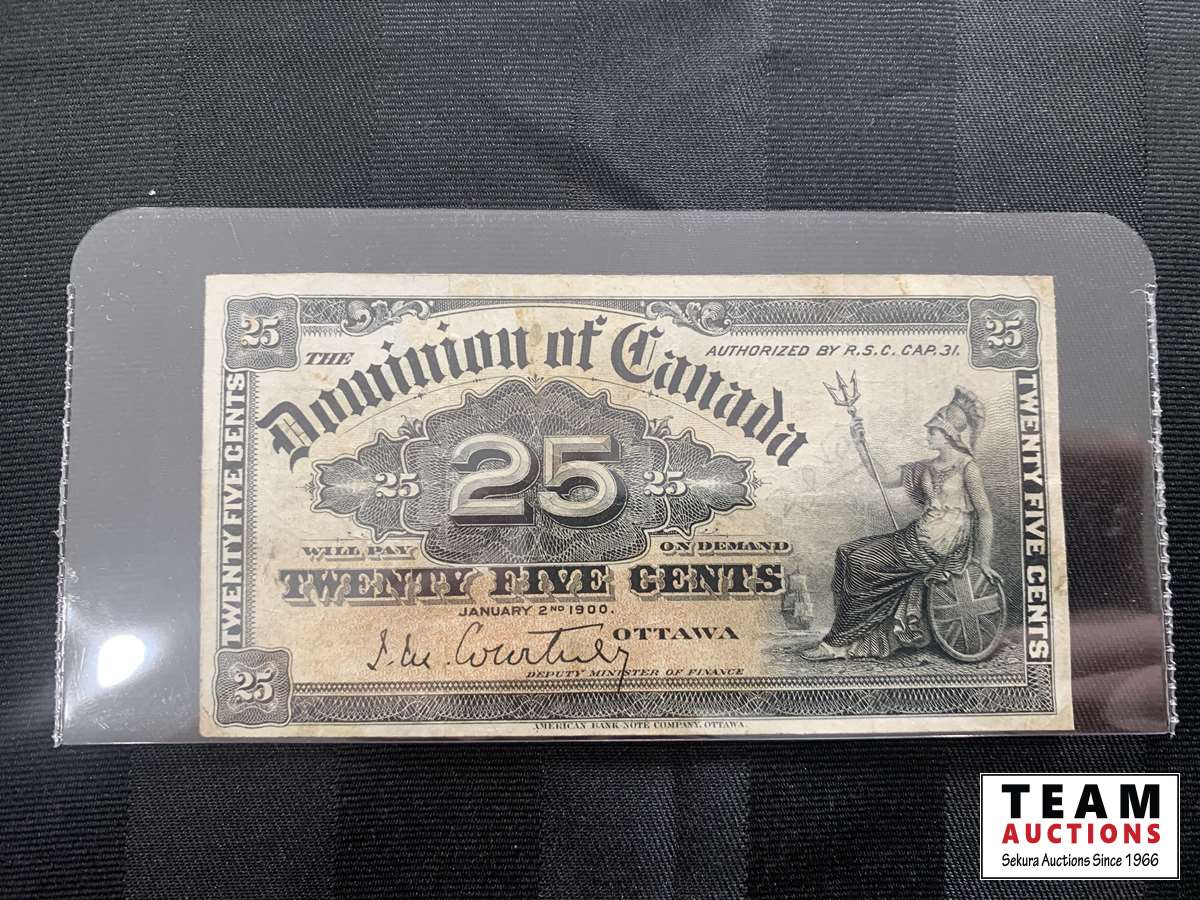 25
25
THE
Dominion of Canada
AUTHORIZED BY R.S.C. CAP. 31.
TWENTY FIVE CENTS
TWENTY FIVE CENTS
25
25
25
WILL PAY
ON DEMAND
TWENTY FIVE CENTS
JANUARY 2ND 1900.
OTTAWA
J. M. Courtney
DEPUTY MINISTER OF FINANCE
25
AMERICAN BANK NOTE COMPANY, OTTAWA
TEAM
AUCTIONS
Sekura Auctions Since 1966